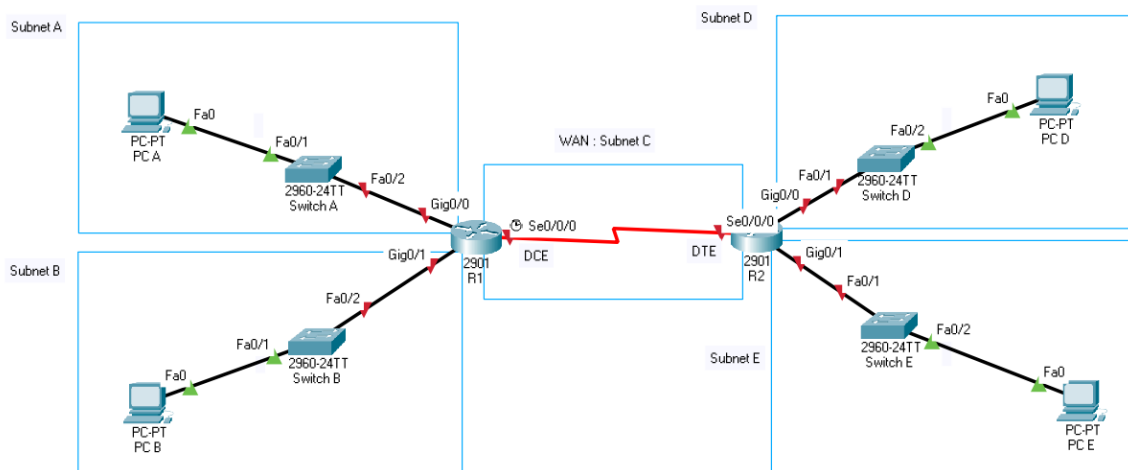 Subnet A
Fa0
PC-PT
PC A
Fa0/1
2960-24TT
Switch A
Fa0/2
Gig0/0
Subnet B
Gig0/1
Fa0/2
Fa0/1
2960-24TT
Switch B
Fa0
PC-PT
PC B
2901
R1
WAN : Subnet C
Se0/0/0
DCE
Se0/0/0
DTE
2901
R2
Subnet D
Fa0
PC-PT
PC D
Fa0/2
2960-24TT
Switch D
Fa0/1
Gig0/0
Gig0/1
Fa0/1
2960-24TT
Switch E
Fa0/2
Fa0
PC-PT
PC E
Subnet E